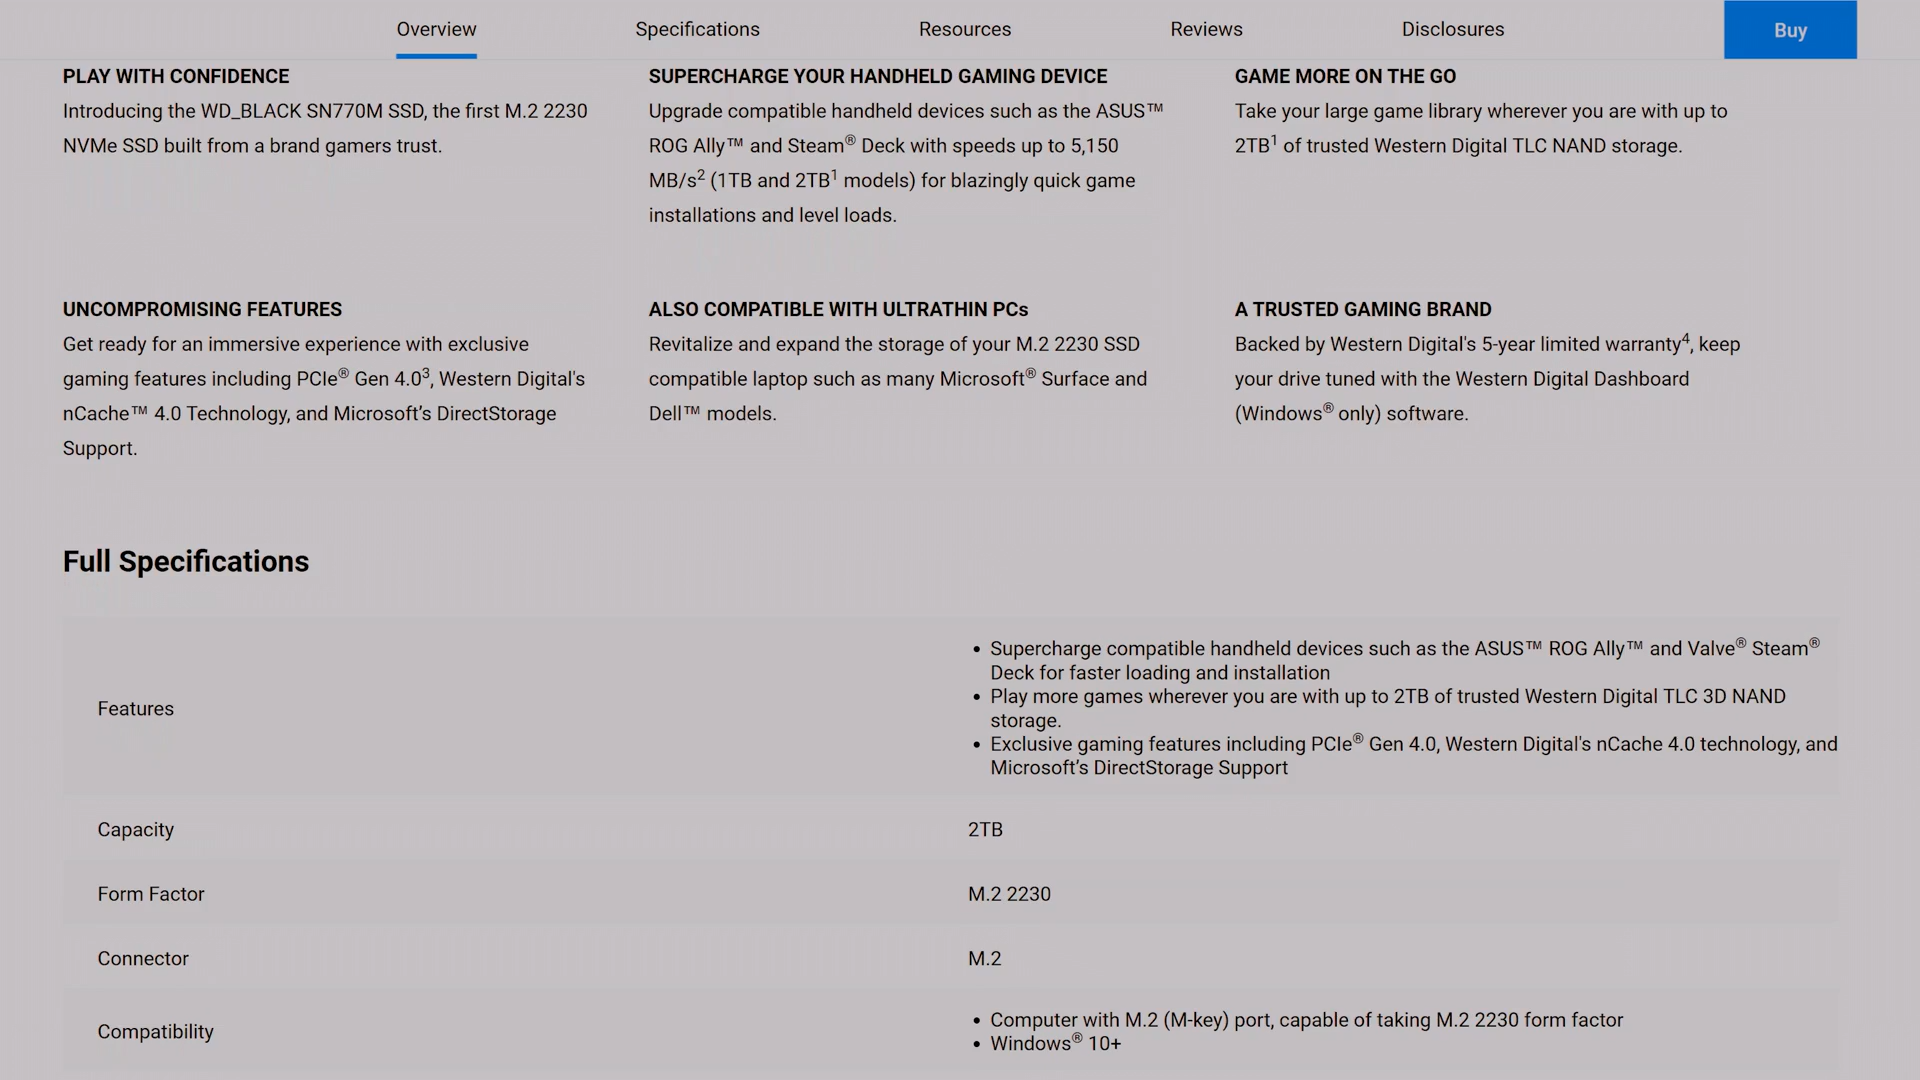 Overview Specifications Resources Reviews Disclosures Buy
PLAY WITH CONFIDENCE
Introducing the WD_BLACK SN770M SSD, the first M.2 2230
NVMe SSD built from a brand gamers trust.
SUPERCHARGE YOUR HANDHELD GAMING DEVICE
Upgrade compatible handheld devices such as the ASUS™
ROG Ally™ and Steam® Deck with speeds up to 5,150
MB/s² (1TB and 2TB¹ models) for blazingly quick game
installations and level loads.
GAME MORE ON THE GO
Take your large game library wherever you are with up to
2TB¹ of trusted Western Digital TLC NAND storage.
UNCOMPROMISING FEATURES
Get ready for an immersive experience with exclusive
gaming features including PCIe® Gen 4.0³, Western Digital's
nCache™ 4.0 Technology, and Microsoft’s DirectStorage
Support.
ALSO COMPATIBLE WITH ULTRATHIN PCs
Revitalize and expand the storage of your M.2 2230 SSD
compatible laptop such as many Microsoft® Surface and
Dell™ models.
A TRUSTED GAMING BRAND
Backed by Western Digital's 5-year limited warranty⁴, keep
your drive tuned with the Western Digital Dashboard
(Windows® only) software.
Full Specifications
Features
• Supercharge compatible handheld devices such as the ASUS™ ROG Ally™ and Valve® Steam®
Deck for faster loading and installation
• Play more games wherever you are with up to 2TB of trusted Western Digital TLC 3D NAND
storage.
• Exclusive gaming features including PCIe® Gen 4.0, Western Digital's nCache 4.0 technology, and
Microsoft’s DirectStorage Support
Capacity 2TB
Form Factor M.2 2230
Connector M.2
Compatibility
• Computer with M.2 (M-key) port, capable of taking M.2 2230 form factor
• Windows® 10+